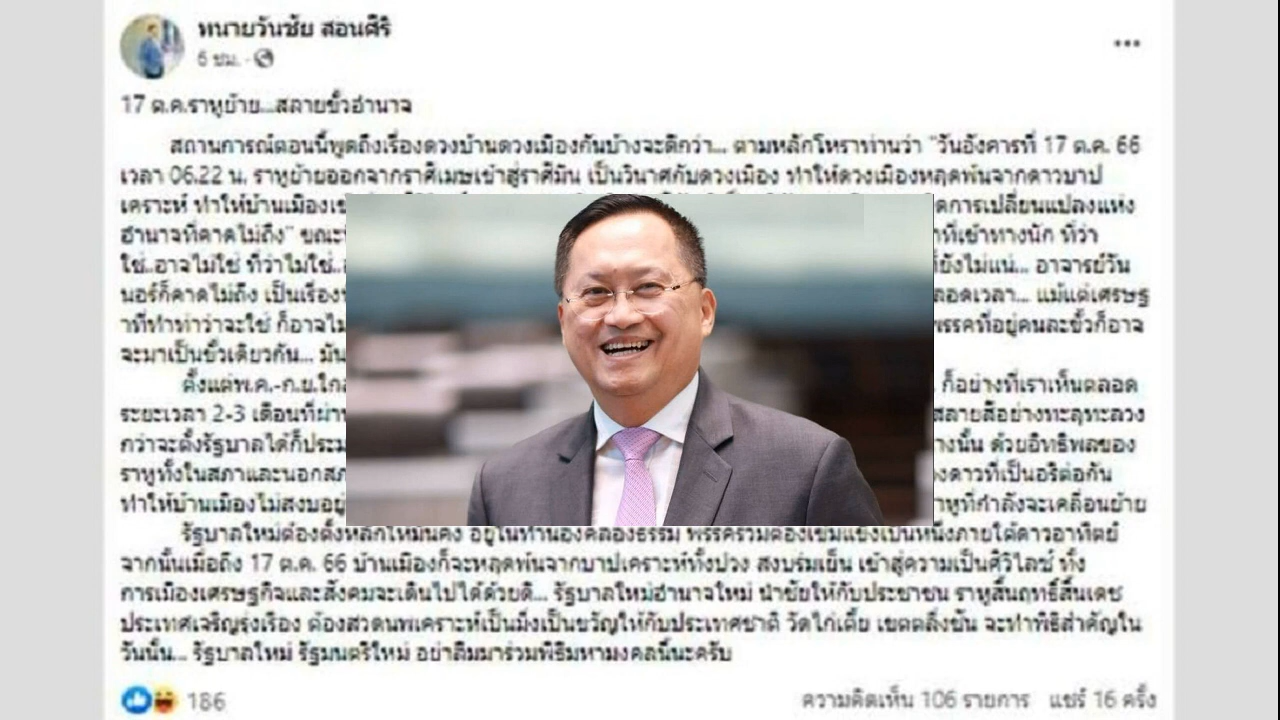 ทนายวันชัย สอนศิริ
6 ชม.
17 ต.ค.ราหูย้าย...สลายขั้วอำนาจ
สถานการณ์ตอนนี้พูดถึงเรื่องดวงบ้านดวงเมืองกันบ้างจะดีกว่า... ตามหลักโหราท่านว่า "วันอังคารที่ 17 ต.ค. 66
เวลา 06.22 น. ราหูย้ายออกจากราศีเมษเข้าสู่ราศีมีน เป็นวินาศกับดวงเมือง ทำให้ดวงเมืองหลุดพ้นจากดาวบาป
เคราะห์ ทำให้บ้านเมือง ดการเปลี่ยนแปลงแห่ง
อำนาจที่คาดไม่ถึง" ขณะ ที่เข้าทางนัก ที่ว่า
ใช่..อาจไม่ใช่ ที่ว่าไม่ใช่.. ที่ยังไม่แน่... อาจารย์วัน
นอร์ก็คาดไม่ถึง เป็นเรื่อง ลอดเวลา... แม้แต่เศรษฐ
าที่ทำท่าว่าจะใช่ ก็อาจไม่ พรรคที่อยู่คนละขั้วก็อาจ
จะมาเป็นขั้วเดียวกัน... มัน
ตั้งแต่พ.ค.-ก.ย.ใกล ก็อย่างที่เราเห็นตลอด
ระยะเวลา 2-3 เดือนที่ผ่า สลายสีอย่างทะลุทะลวง
กว่าจะตั้งรัฐบาลได้ก็ประม างนั้น ด้วยอิทธิพลของ
ราหูทั้งในสภาและนอกสภ งดาวที่เป็นอริต่อกัน
ทำให้บ้านเมืองไม่สงบอยู่ าหูที่กำลังจะเคลื่อนย้าย
รัฐบาลใหม่ต้องตั้งหลักให้มั่นคง อยู่ในทำนองคลองธรรม พรรคร่วมต้องเข้มแข็งเป็นหนึ่งภายใต้ดาวอาทิตย์
จากนั้นเมื่อถึง 17 ต.ค. 66 บ้านเมืองก็จะหลุดพ้นจากบาปเคราะห์ทั้งปวง สงบร่มเย็น เข้าสู่ความเป็นศิวิไลซ์ ทั้ง
การเมืองเศรษฐกิจและสังคมจะเดินไปได้ด้วยดี... รัฐบาลใหม่อำนาจใหม่ นำชัยให้กับประชาชน ราหูสิ้นฤทธิ์สิ้นเดช
ประเทศเจริญรุ่งเรือง ต้องสวดนพเคราะห์เป็นมิ่งเป็นขวัญให้กับประเทศชาติ วัดไก่เตี้ย เขตตลิ่งชัน จะทำพิธีสำคัญใน
วันนั้น... รัฐบาลใหม่ รัฐมนตรีใหม่ อย่าลืมมาร่วมพิธีมหามงคลนี้นะครับ
186 ความคิดเห็น 106 รายการ แชร์ 16 ครั้ง